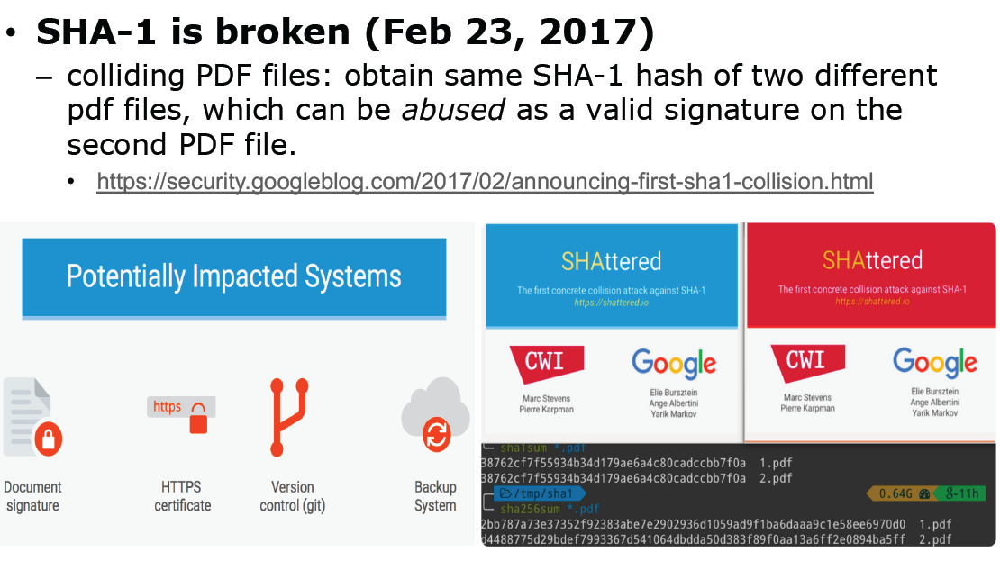 • SHA-1 is broken (Feb 23, 2017)
– colliding PDF files: obtain same SHA-1 hash of two different
pdf files, which can be abused as a valid signature on the
second PDF file.
• https://security.googleblog.com/2017/02/announcing-first-sha1-collision.html
Potentially Impacted Systems
https
Document
signature
HTTPS
certificate
Version
control (git)
Backup
System
SHAttered
The first concrete collision attack against SHA-1
https://shattered.io
CWI
Google
Marc Stevens
Pierre Karpman
Elie Bursztein
Ange Albertini
Yarik Markov
SHAttered
The first concrete collision attack against SHA-1
https://shattered.io
CWI
Google
Marc Stevens
Pierre Karpman
Elie Bursztein
Ange Albertini
Yarik Markov
sha1sum *.pdf
38762cf7f55934b34d179ae6a4c80cadccbb7f0a 1.pdf
38762cf7f55934b34d179ae6a4c80cadccbb7f0a 2.pdf
/tmp/sha1
0.64G
8-11h
sha256sum *.pdf
2bb787a73e37352f92383abe7e2902936d1059ad9f1ba6daaa9c1e58ee6970d0 1.pdf
d4488775d29bdef7993367d541064dbdda50d383f89f0aa13a6ff2e0894ba5ff 2.pdf